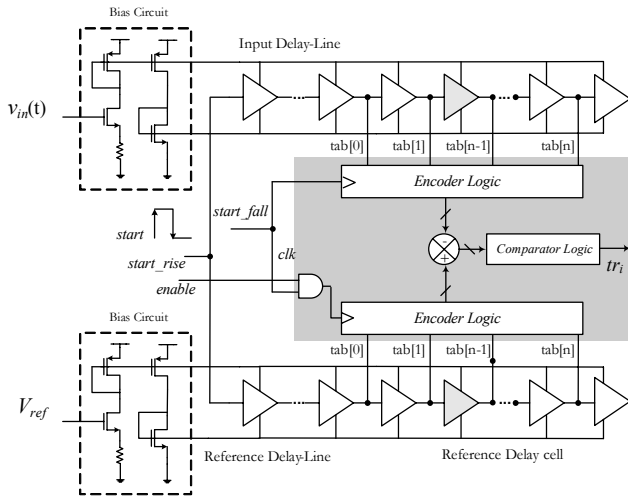 Bias Circuit
Input Delay-Line
v_in(t)
tab[0]
tab[1]
tab[n-1]
tab[n]
Encoder Logic
start_fall
start
clk
start_rise
enable
-
+
Comparator Logic
tr_i
Bias Circuit
Encoder Logic
tab[0]
tab[1]
tab[n-1]
tab[n]
V_ref
Reference Delay-Line
Reference Delay cell